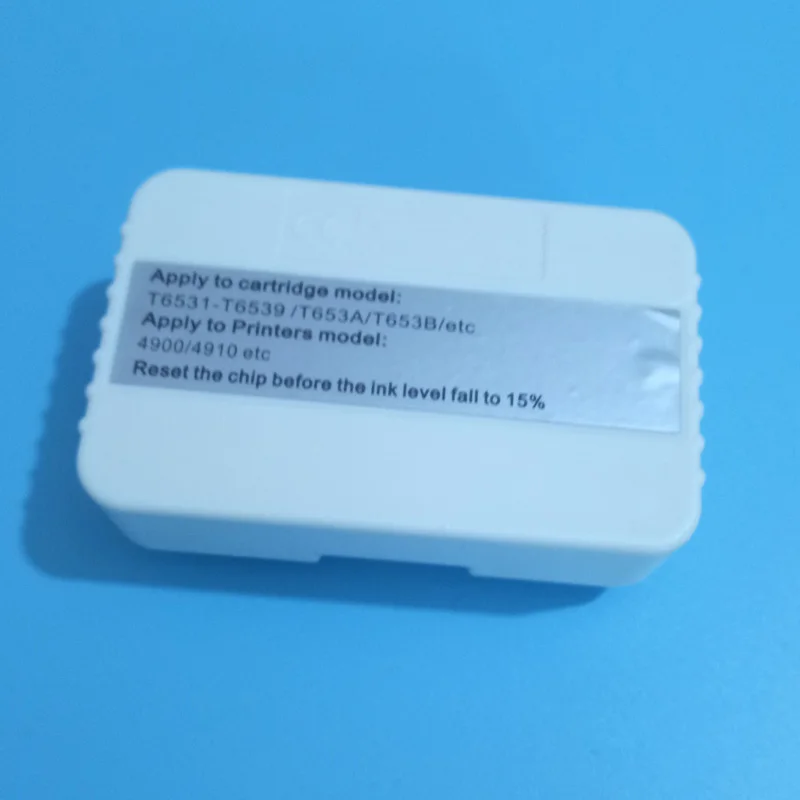 Apply to cartridge model:
T6531-T6539 /T653A/T653B/etc
Apply to Printers model:
4900/4910 etc
Reset the chip before the ink level fall to 15%